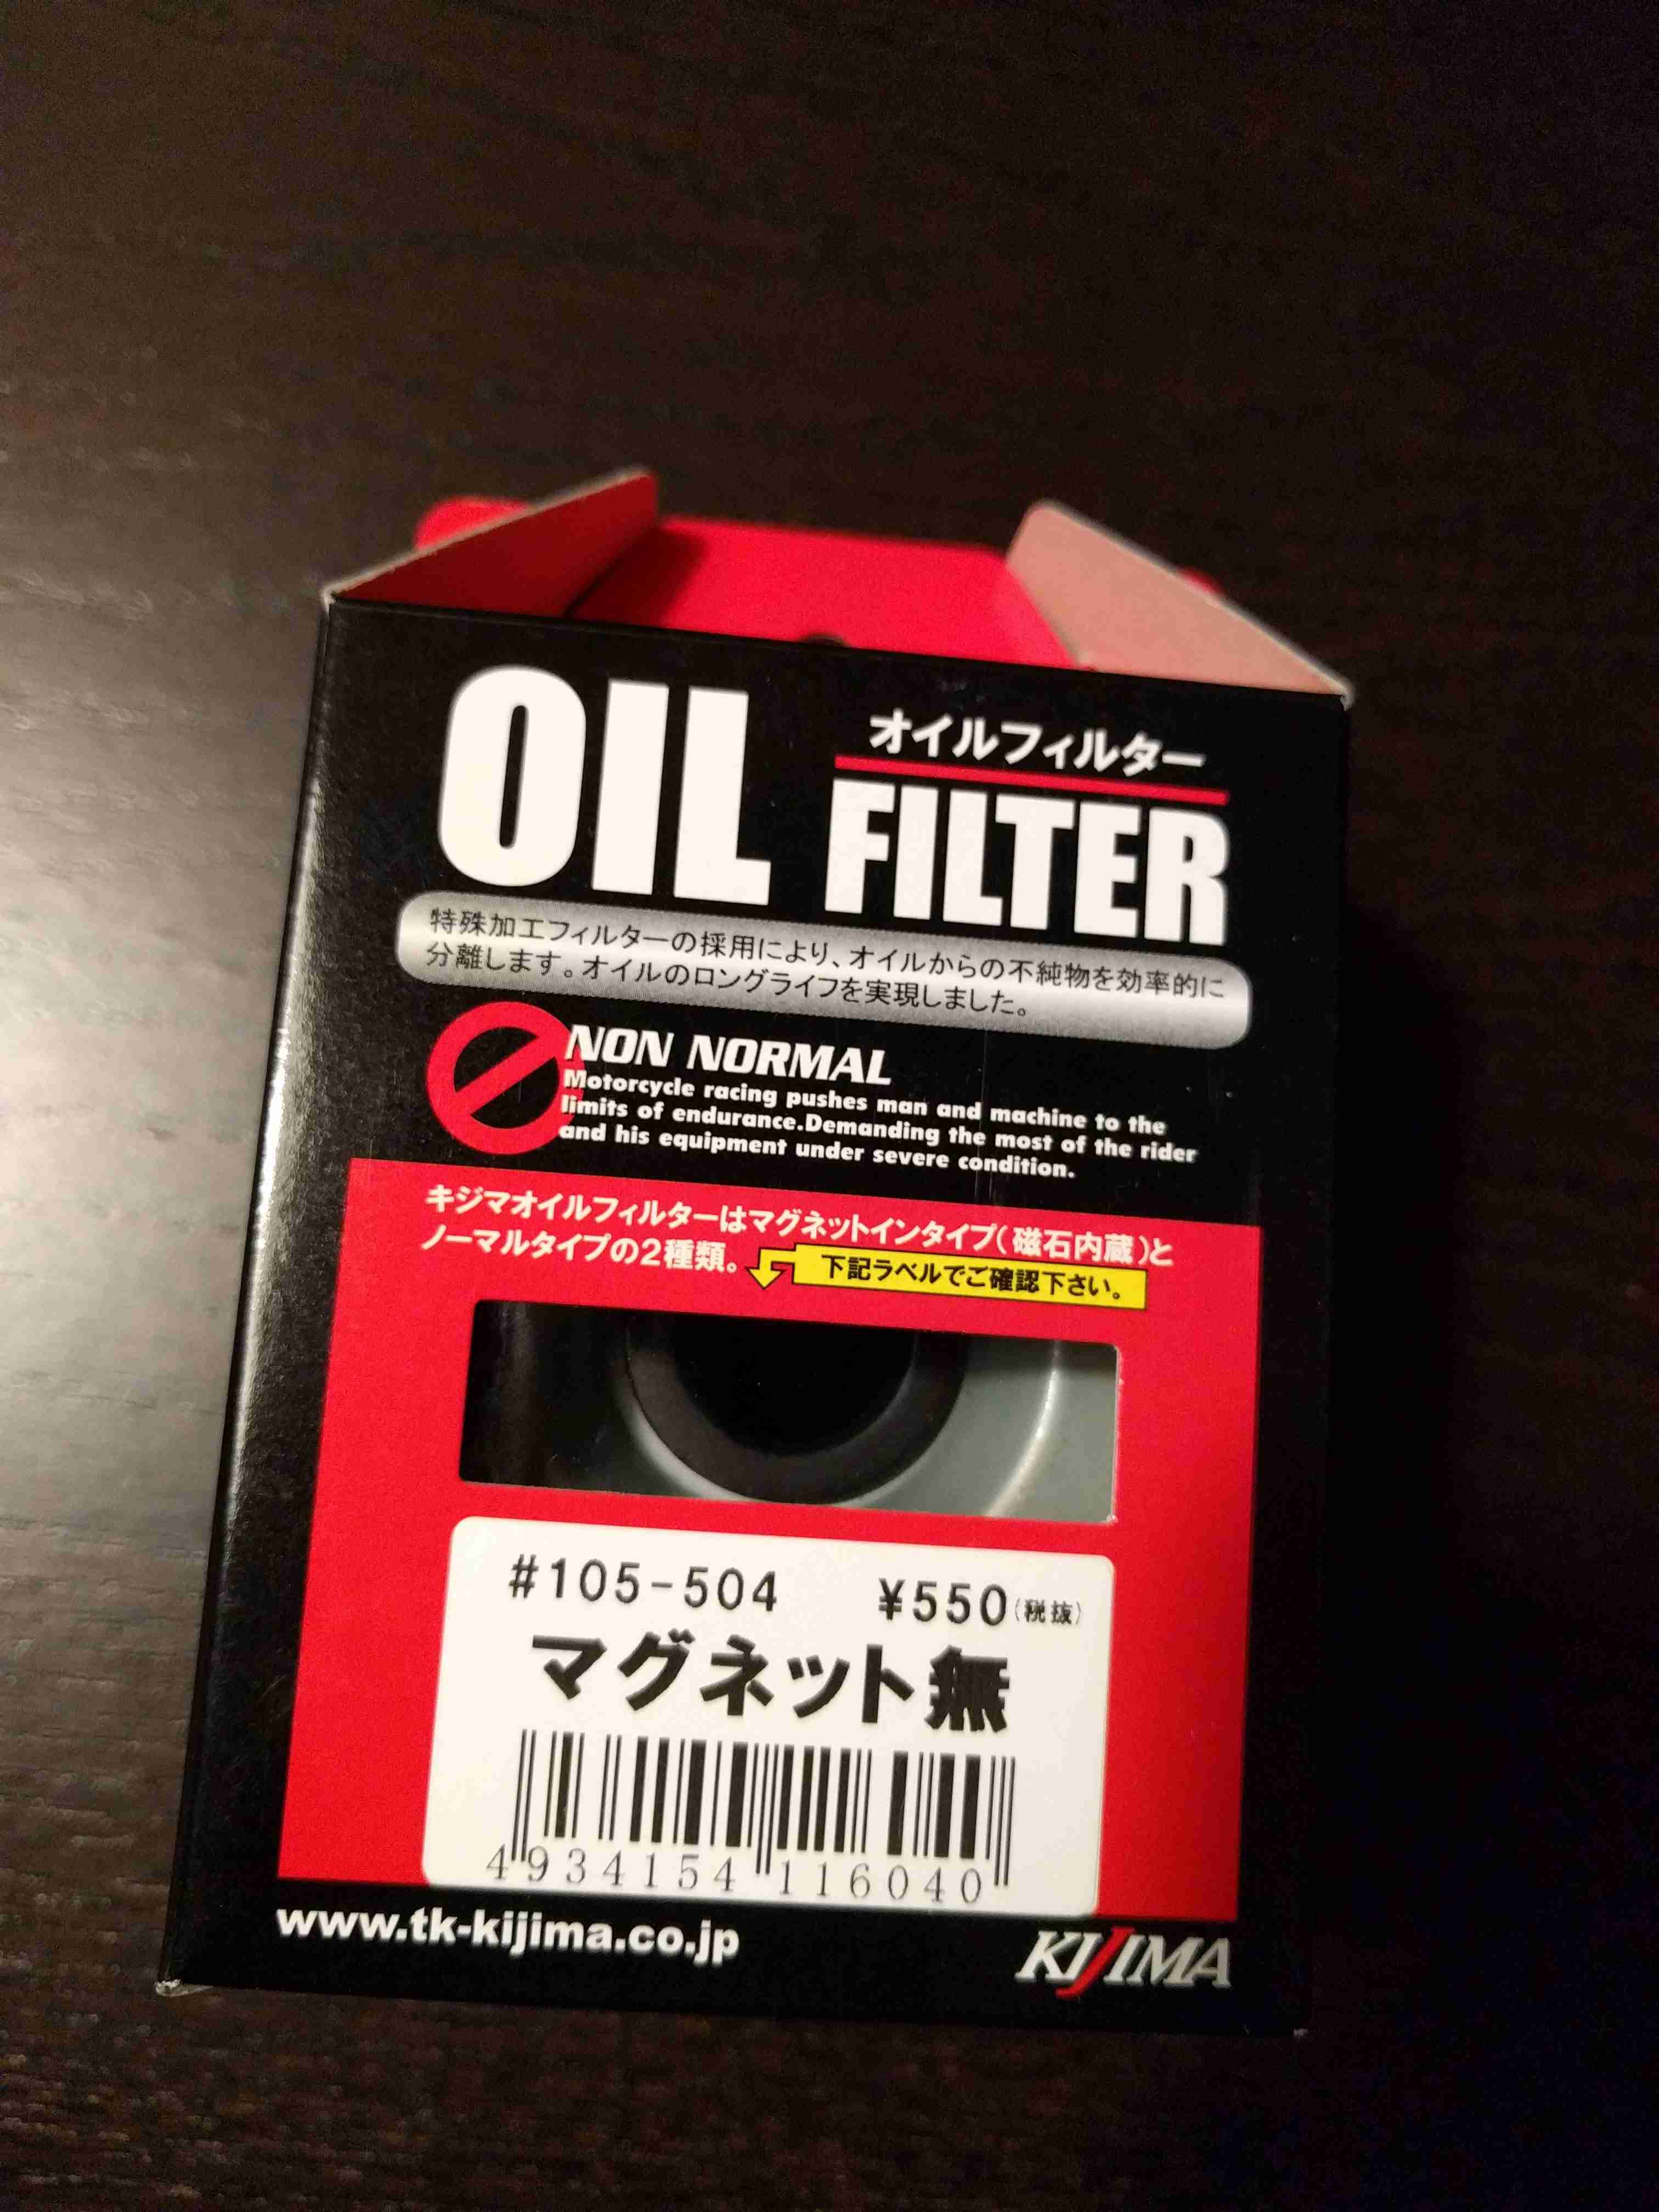 OIL
オイルフィルター
FILTER
特殊加工フィルターの採用により、オイルからの不純物を効率的に
分離します。オイルのロングライフを実現しました。
NON NORMAL
Motorcycle racing pushes man and machine to the
limits of endurance.Demanding the most of the rider
and his equipment under severe condition.
キジマオイルフィルターはマグネットインタイプ(磁石内蔵)と
ノーマルタイプの2種類。
下記ラベルでご確認下さい。
#105-504 ¥550(税抜)
マグネット無
4934154116040
www.tk-kijima.co.jp
KIJIMA